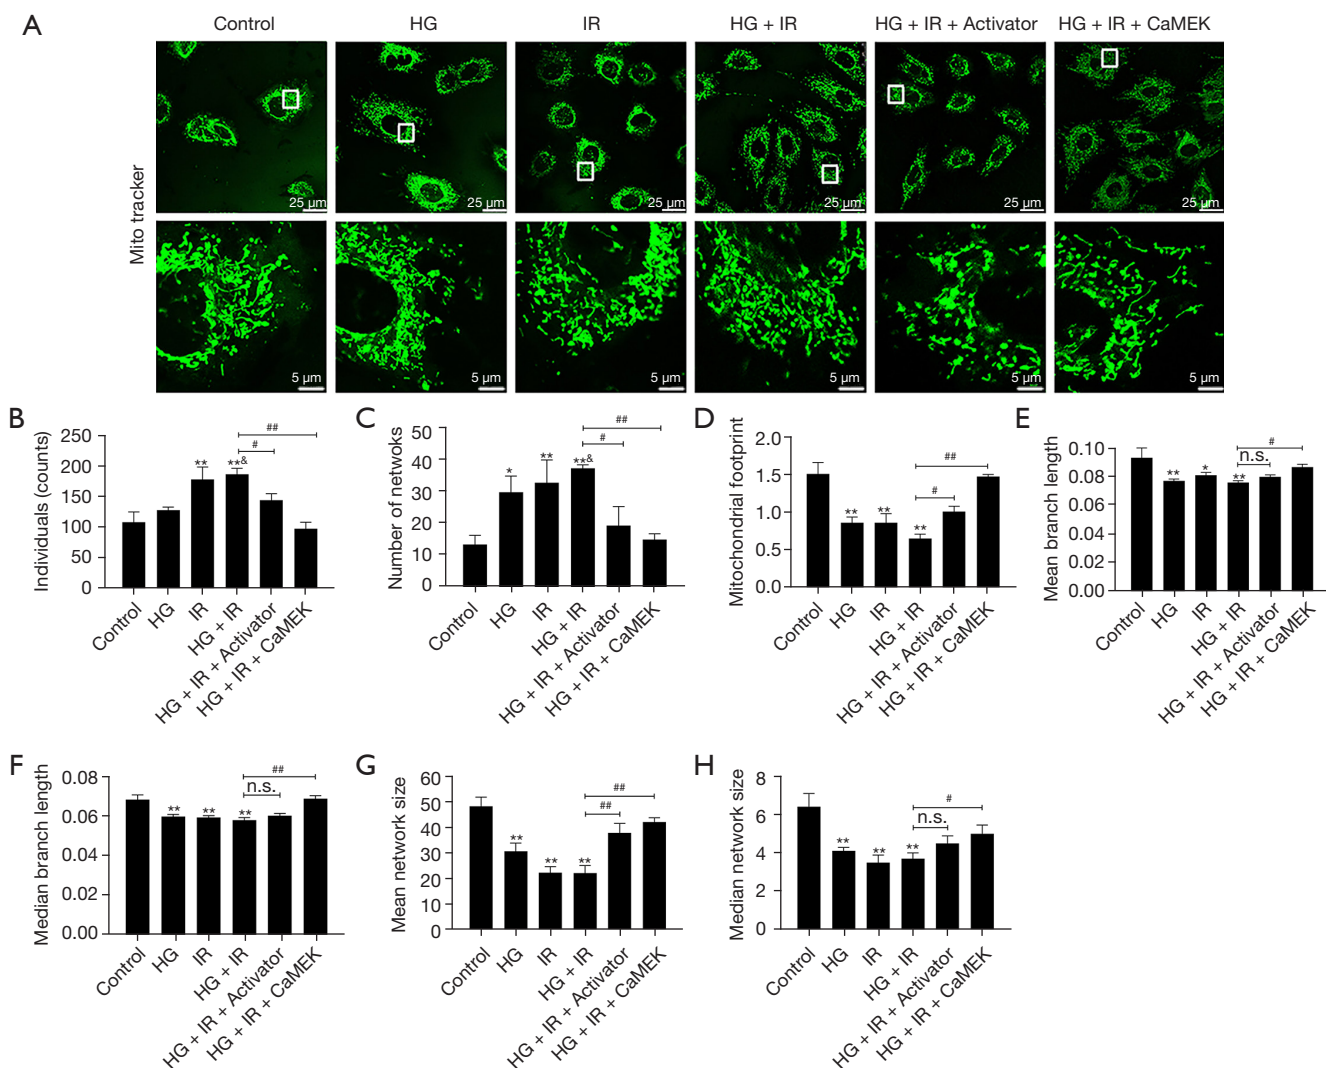 A
Control HG IR HG + IR HG + IR + Activator HG + IR + CaMEK
Mito tracker
25 µm 25 µm 25 µm 25 µm 25 µm 25 µm
5 µm 5 µm 5 µm 5 µm 5 µm 5 µm
B
Individuals (counts)
250
200
150
100
50
0
** **& # ##
Control HG IR HG + IR HG + IR + Activator HG + IR + CaMEK
C
Number of netwoks
50
40
30
20
10
0
* ** **& # ##
Control HG IR HG + IR HG + IR + Activator HG + IR + CaMEK
D
Mitochondrial footprint
2.0
1.5
1.0
0.5
0.0
** ** ** # ##
Control HG IR HG + IR HG + IR + Activator HG + IR + CaMEK
E
Mean branch length
0.10
0.08
0.06
0.04
0.02
0.00
** * ** n.s. #
Control HG IR HG + IR HG + IR + Activator HG + IR + CaMEK
F
Median branch length
0.08
0.06
0.04
0.02
0.00
** ** ** n.s. ##
Control HG IR HG + IR HG + IR + Activator HG + IR + CaMEK
G
Mean network size
60
50
40
30
20
10
0
** ** ** ## ##
Control HG IR HG + IR HG + IR + Activator HG + IR + CaMEK
H
Median network size
8
6
4
2
0
** ** ** n.s. #
Control HG IR HG + IR HG + IR + Activator HG + IR + CaMEK